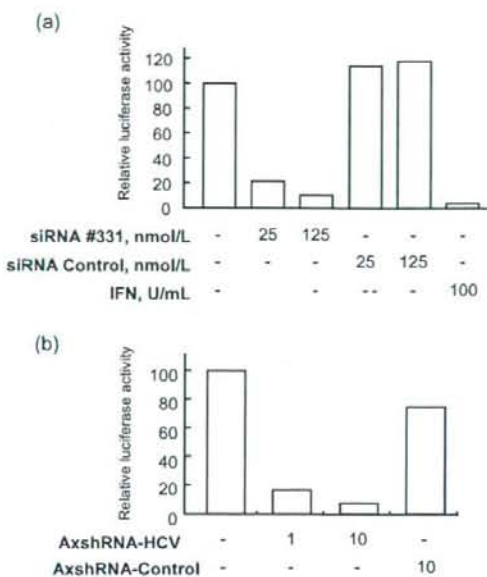 (a)
Relative luciferase activity
120
100
80
60
40
20
0
siRNA #331, nmol/L - 25 125 - - -
siRNA Control, nmol/L - - - 25 125 -
IFN, U/mL - - -- - 100
(b)
Relative luciferase activity
100
80
60
40
20
0
AxshRNA-HCV - 1 10 -
AxshRNA-Control - - - 10